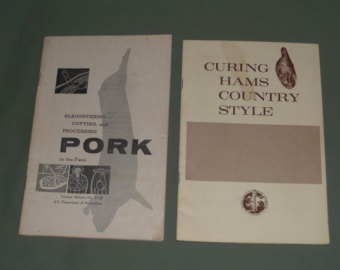 SLAUGHTERING,
CUTTING, and
PROCESSING
PORK
on the Farm
Farmers' Bulletin No.
U.S. Department of Agriculture
CURING
HAMS
COUNTRY
STYLE